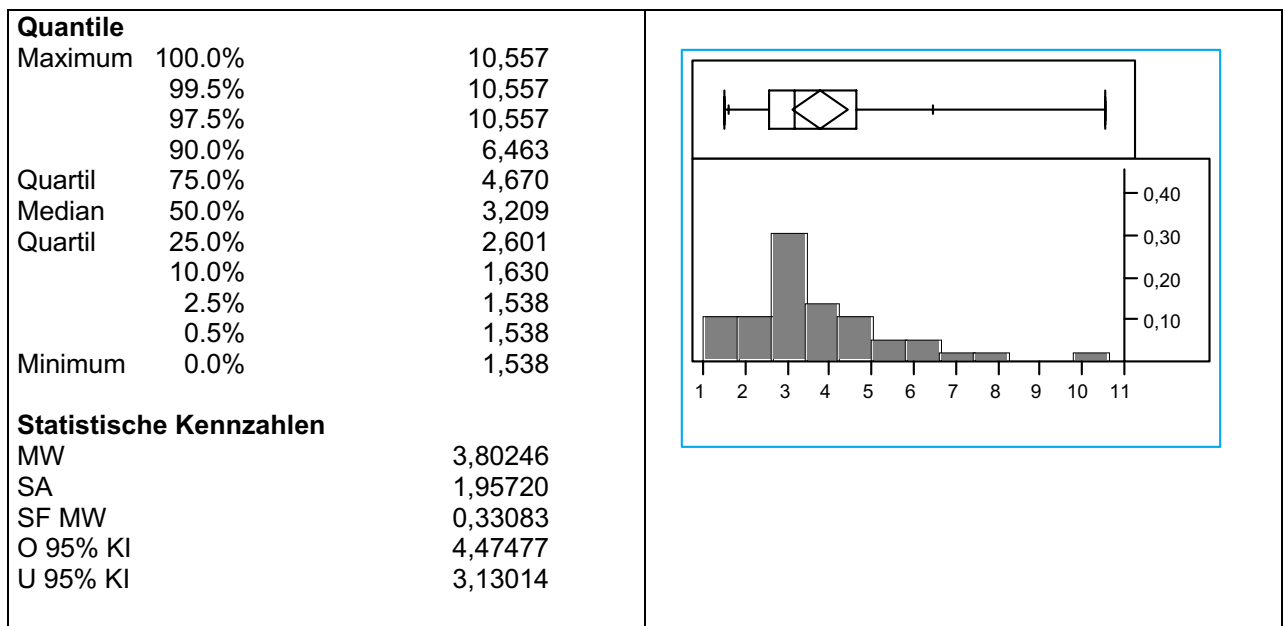 Quantile
Maximum 100.0% 10,557
99.5% 10,557
97.5% 10,557
90.0% 6,463
Quartil 75.0% 4,670
Median 50.0% 3,209
Quartil 25.0% 2,601
10.0% 1,630
2.5% 1,538
0.5% 1,538
Minimum 0.0% 1,538
Statistische Kennzahlen
MW 3,80246
SA 1,95720
SF MW 0,33083
O 95% KI 4,47477
U 95% KI 3,13014
0,40
0,30
0,20
0,10
1 2 3 4 5 6 7 8 9 10 11